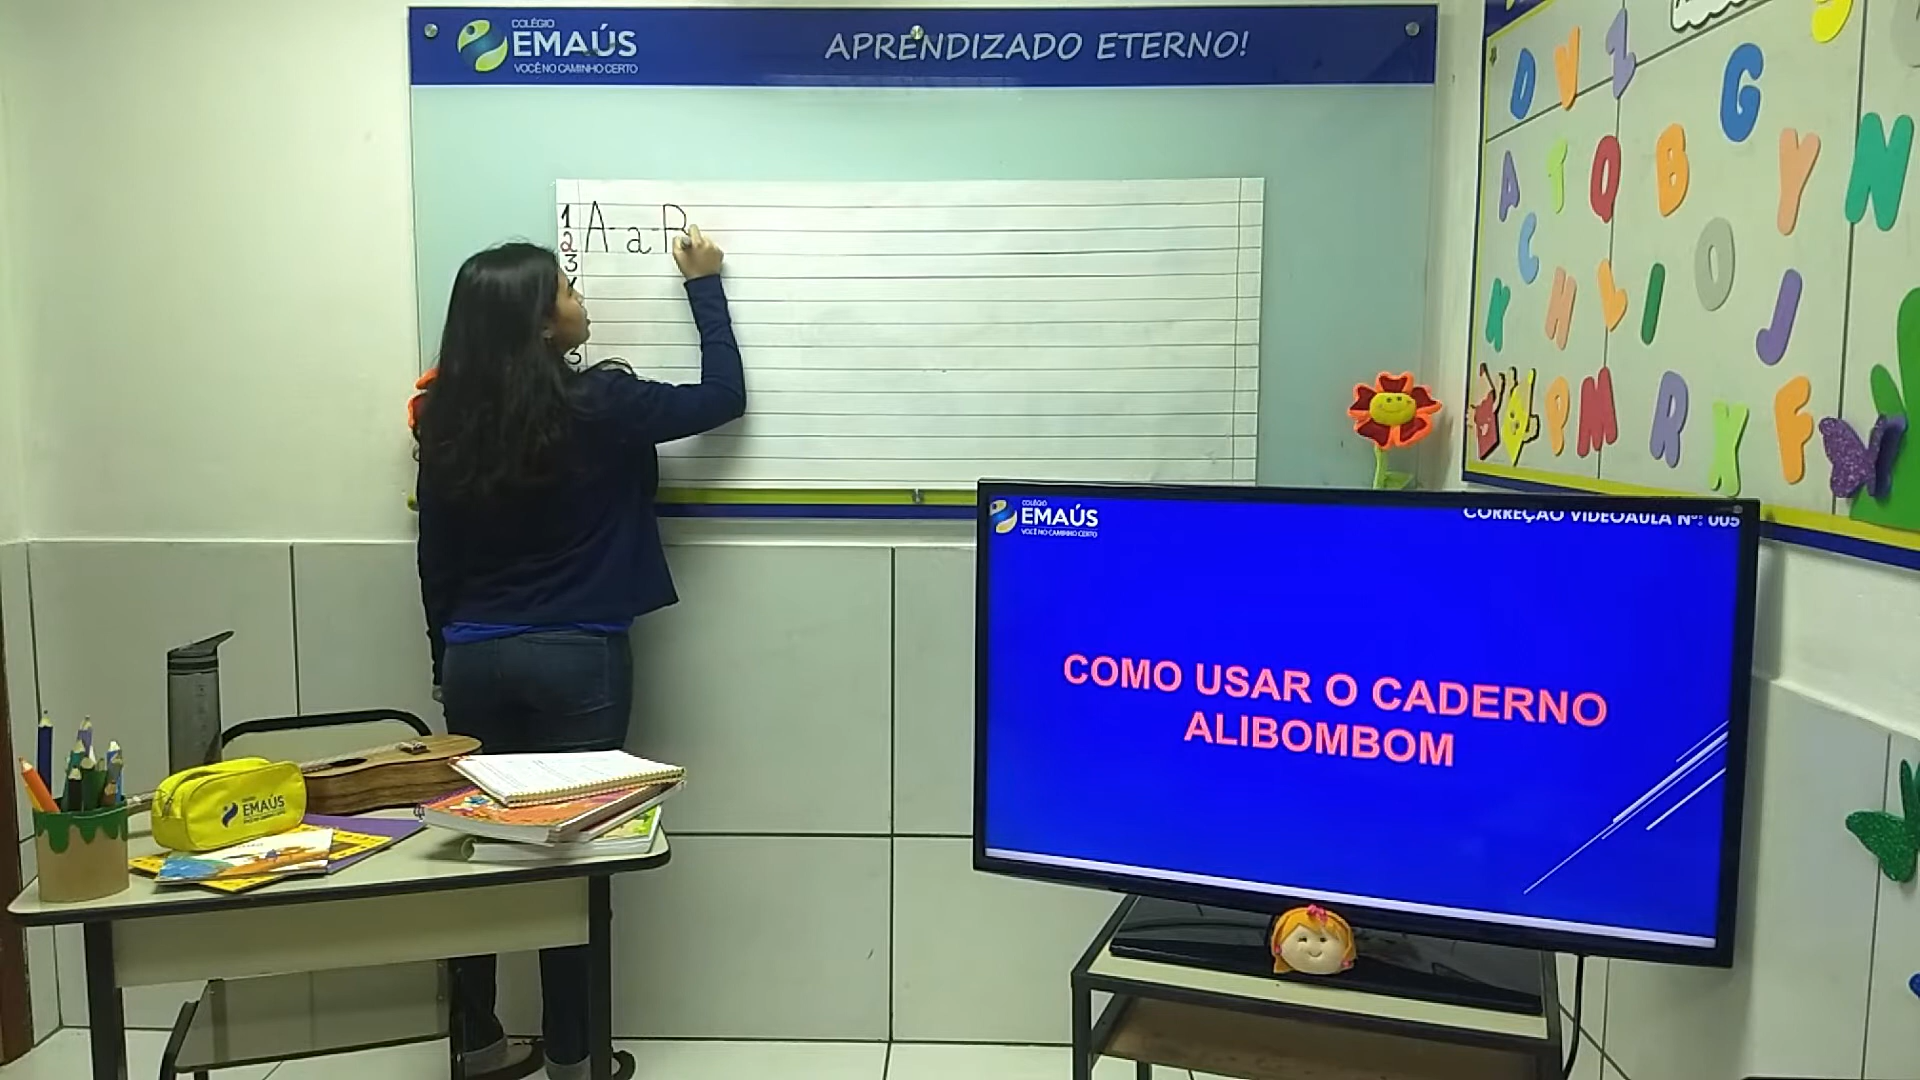 COLÉGIO
EMAÚS
VOCÊ NO CAMINHO CERTO
APRENDIZADO ETERNO!
1 A-a-B
2
3
3
D V Z G
A T Q B Y N
C O
K H L I J
P M R X F
COLÉGIO
EMAÚS
VOCÊ NO CAMINHO CERTO
CORREÇÃO VIDEOAULA Nº: 005
COMO USAR O CADERNO
ALIBOMBOM
EMAÚS